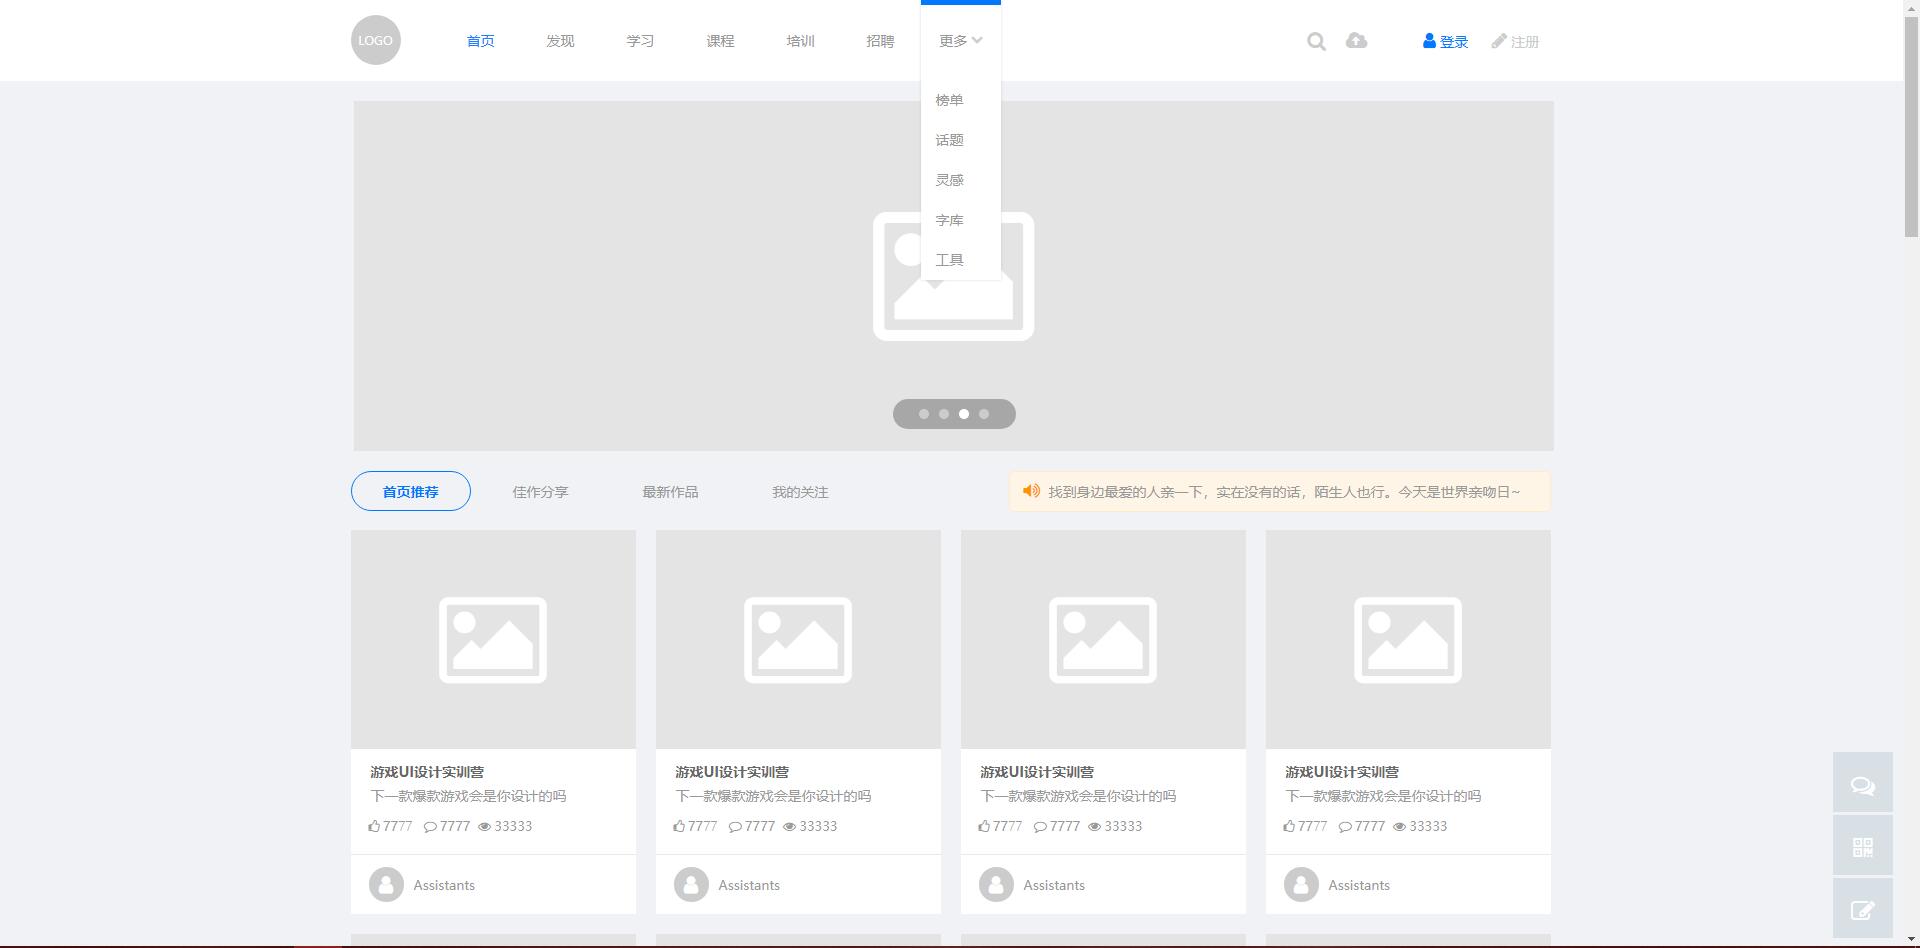 LOGO 首页 发现 学习 课程 培训 招聘 更多 登录 注册
榜单
话题
灵感
字库
工具
首页推荐 佳作分享 最新作品 我的关注 找到身边最爱的人亲一下，实在没有的话，陌生人也行。今天是世界亲吻日~
游戏UI设计实训营
下一款爆款游戏会是你设计的吗
7777 7777 33333
Assistants
游戏UI设计实训营
下一款爆款游戏会是你设计的吗
7777 7777 33333
Assistants
游戏UI设计实训营
下一款爆款游戏会是你设计的吗
7777 7777 33333
Assistants
游戏UI设计实训营
下一款爆款游戏会是你设计的吗
7777 7777 33333
Assistants